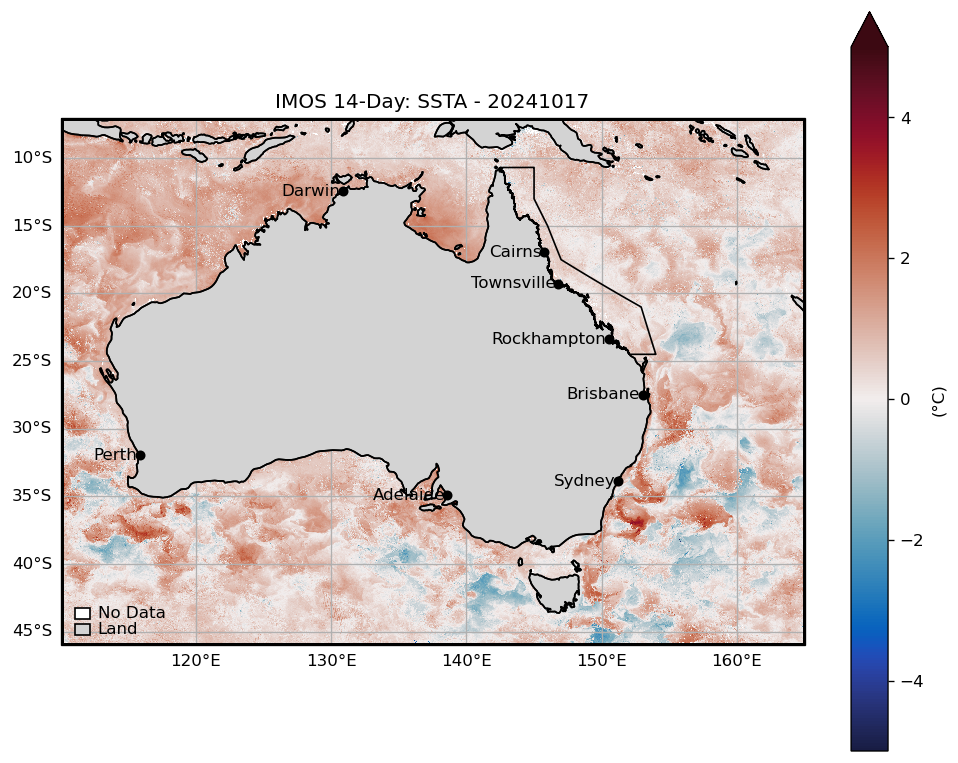 IMOS 14-Day: SSTA - 20241017
10°S
15°S
20°S
25°S
30°S
35°S
40°S
45°S
Darwin
Cairns
Townsville
Rockhampton
Brisbane
Perth
Sydney
Adelaide
No Data
Land
120°E
130°E
140°E
150°E
160°E
4
2
0
−2
−4
(°C)